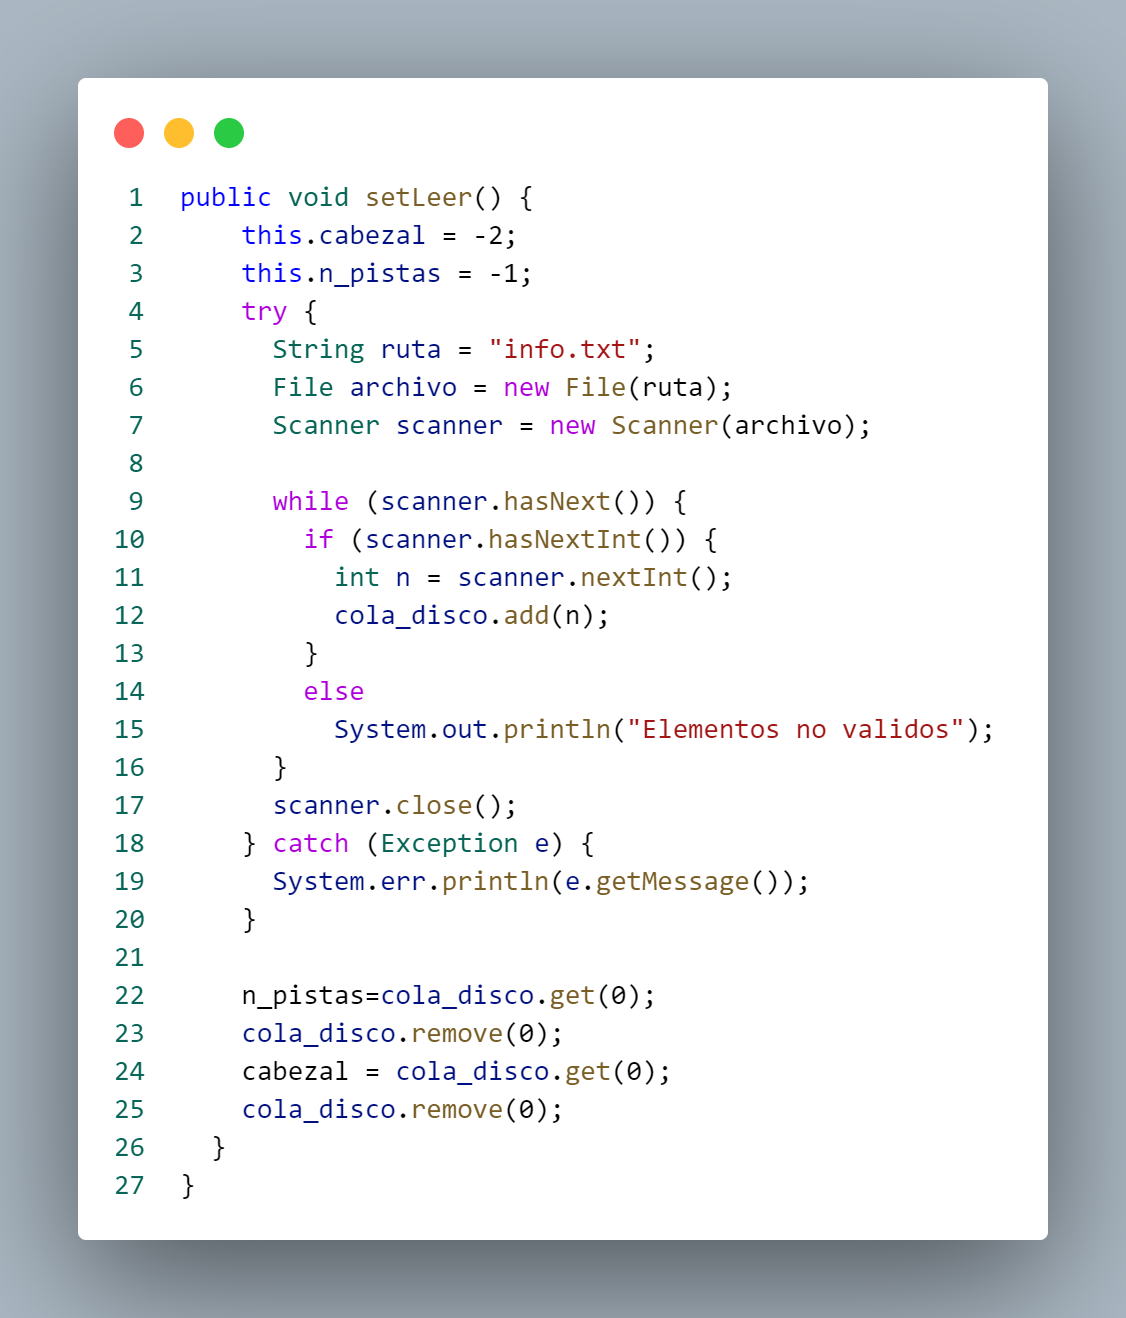 1 public void setLeer() {
2     this.cabezal = -2;
3     this.n_pistas = -1;
4     try {
5       String ruta = "info.txt";
6       File archivo = new File(ruta);
7       Scanner scanner = new Scanner(archivo);
8
9       while (scanner.hasNext()) {
10         if (scanner.hasNextInt()) {
11           int n = scanner.nextInt();
12           cola_disco.add(n);
13         }
14         else
15           System.out.println("Elementos no validos");
16       }
17       scanner.close();
18     } catch (Exception e) {
19       System.err.println(e.getMessage());
20     }
21
22     n_pistas=cola_disco.get(0);
23     cola_disco.remove(0);
24     cabezal = cola_disco.get(0);
25     cola_disco.remove(0);
26   }
27 }